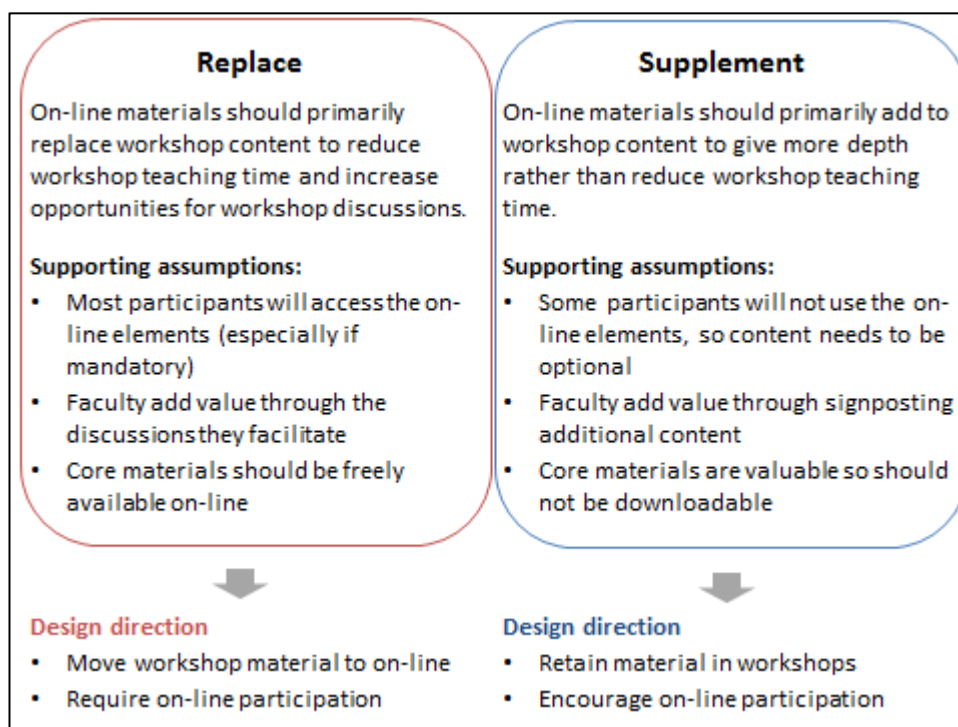 Replace
On-line materials should primarily
replace workshop content to reduce
workshop teaching time and increase
opportunities for workshop discussions.
Supporting assumptions:
• Most participants will access the on-
line elements (especially if
mandatory)
• Faculty add value through the
discussions they facilitate
• Core materials should be freely
available on-line
Design direction
• Move workshop material to on-line
• Require on-line participation
Supplement
On-line materials should primarily add to
workshop content to give more depth
rather than reduce workshop teaching
time.
Supporting assumptions:
• Some participants will not use the on-
line elements, so content needs to be
optional
• Faculty add value through signposting
additional content
• Core materials are valuable so should
not be downloadable
Design direction
• Retain material in workshops
• Encourage on-line participation